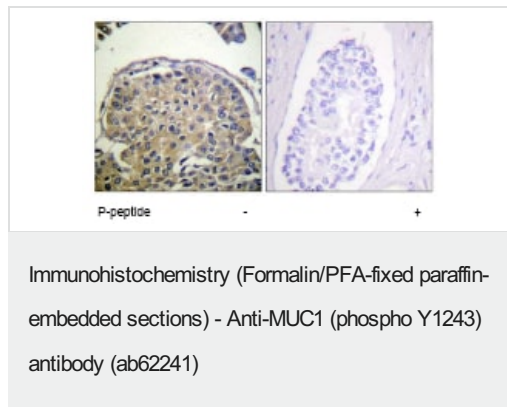 P-peptide - +
Immunohistochemistry (Formalin/PFA-fixed paraffin-
embedded sections) - Anti-MUC1 (phospho Y1243)
antibody (ab62241)